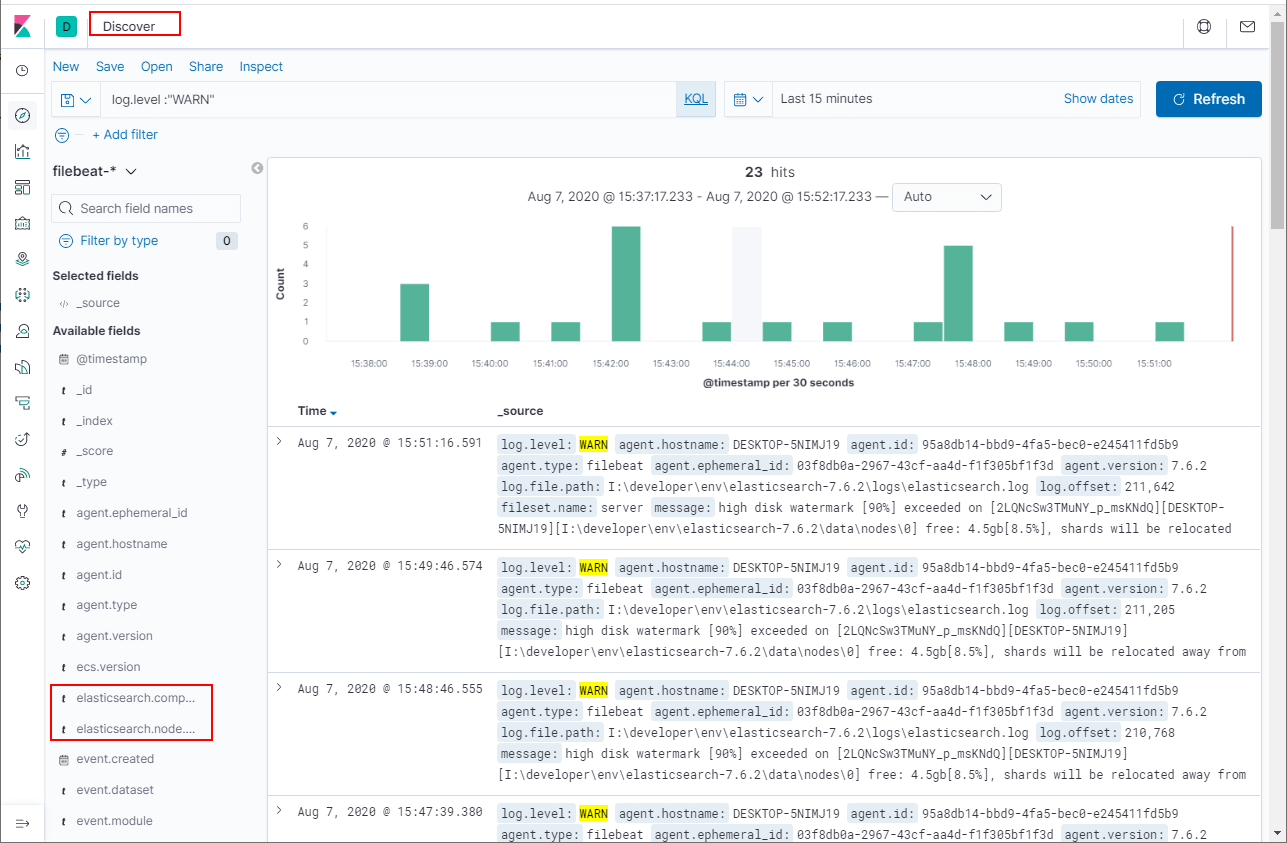 D Discover
New Save Open Share Inspect
log.level :"WARN" KQL Last 15 minutes Show dates Refresh
+ Add filter
filebeat-*
Search field names
Filter by type 0
Selected fields
</> _source
Available fields
@timestamp
t _id
t _index
# _score
t _type
t agent.ephemeral_id
t agent.hostname
t agent.id
t agent.type
t agent.version
t ecs.version
t elasticsearch.comp...
t elasticsearch.node....
event.created
t event.dataset
t event.module
23 hits
Aug 7, 2020 @ 15:37:17.233 - Aug 7, 2020 @ 15:52:17.233 — Auto
Count
6
5
4
3
2
1
0
15:38:00 15:39:00 15:40:00 15:41:00 15:42:00 15:43:00 15:44:00 15:45:00 15:46:00 15:47:00 15:48:00 15:49:00 15:50:00 15:51:00
@timestamp per 30 seconds
Time _source
Aug 7, 2020 @ 15:51:16.591 log.level: WARN agent.hostname: DESKTOP-5NIMJ19 agent.id: 95a8db14-bbd9-4fa5-bec0-e245411fd5b9
agent.type: filebeat agent.ephemeral_id: 03f8db0a-2967-43cf-aa4d-f1f305bf1f3d agent.version: 7.6.2
log.file.path: I:\developer\env\elasticsearch-7.6.2\logs\elasticsearch.log log.offset: 211,642
fileset.name: server message: high disk watermark [90%] exceeded on [2LQNcSw3TMuNY_p_msKNdQ][DESKTOP-
5NIMJ19][I:\developer\env\elasticsearch-7.6.2\data\nodes\0] free: 4.5gb[8.5%], shards will be relocated
Aug 7, 2020 @ 15:49:46.574 log.level: WARN agent.hostname: DESKTOP-5NIMJ19 agent.id: 95a8db14-bbd9-4fa5-bec0-e245411fd5b9
agent.type: filebeat agent.ephemeral_id: 03f8db0a-2967-43cf-aa4d-f1f305bf1f3d agent.version: 7.6.2
log.file.path: I:\developer\env\elasticsearch-7.6.2\logs\elasticsearch.log log.offset: 211,205
message: high disk watermark [90%] exceeded on [2LQNcSw3TMuNY_p_msKNdQ][DESKTOP-5NIMJ19]
[I:\developer\env\elasticsearch-7.6.2\data\nodes\0] free: 4.5gb[8.5%], shards will be relocated away from
Aug 7, 2020 @ 15:48:46.555 log.level: WARN agent.hostname: DESKTOP-5NIMJ19 agent.id: 95a8db14-bbd9-4fa5-bec0-e245411fd5b9
agent.type: filebeat agent.ephemeral_id: 03f8db0a-2967-43cf-aa4d-f1f305bf1f3d agent.version: 7.6.2
log.file.path: I:\developer\env\elasticsearch-7.6.2\logs\elasticsearch.log log.offset: 210,768
message: high disk watermark [90%] exceeded on [2LQNcSw3TMuNY_p_msKNdQ][DESKTOP-5NIMJ19]
[I:\developer\env\elasticsearch-7.6.2\data\nodes\0] free: 4.5gb[8.5%], shards will be relocated away from
Aug 7, 2020 @ 15:47:39.380 log.level: WARN agent.hostname: DESKTOP-5NIMJ19 agent.id: 95a8db14-bbd9-4fa5-bec0-e245411fd5b9
agent.type: filebeat agent.ephemeral_id: 03f8db0a-2967-43cf-aa4d-f1f305bf1f3d agent.version: 7.6.2